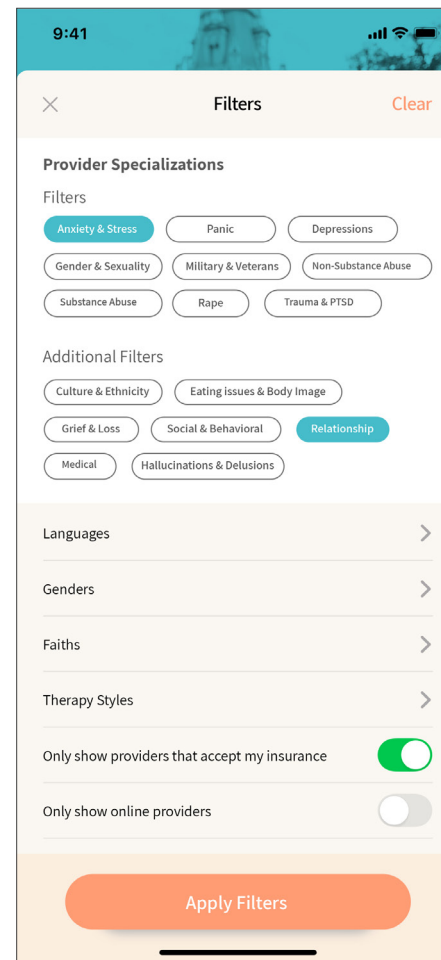 9:41
Filters Clear
Provider Specializations
Filters
Anxiety & Stress Panic Depressions
Gender & Sexuality Military & Veterans Non-Substance Abuse
Substance Abuse Rape Trauma & PTSD
Additional Filters
Culture & Ethnicity Eating issues & Body Image
Grief & Loss Social & Behavioral Relationship
Medical Hallucinations & Delusions
Languages
Genders
Faiths
Therapy Styles
Only show providers that accept my insurance
Only show online providers
Apply Filters